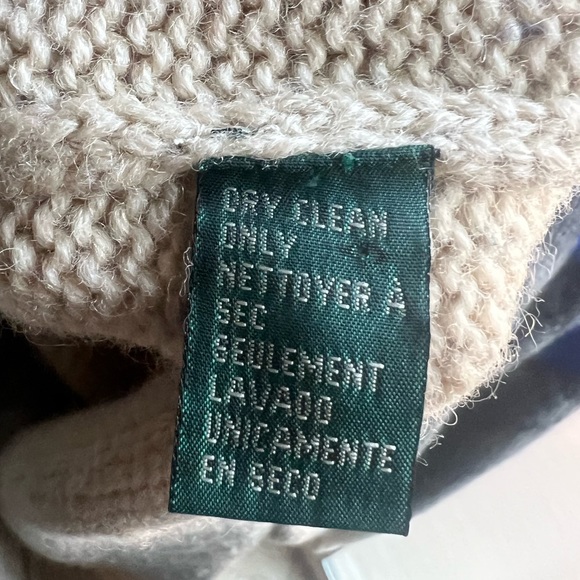 DRY CLEAN
ONLY
NETTOYER A
SEC
SEULEMENT
LAVADO
UNICAMENTE
EN SECO